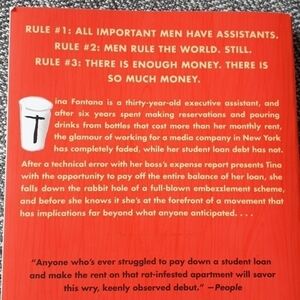 RULE #1: ALL IMPORTANT MEN HAVE ASSISTANTS.
RULE #2: MEN RULE THE WORLD. STILL.
RULE #3: THERE IS ENOUGH MONEY. THERE IS
SO MUCH MONEY.
Tina Fontana is a thirty-year-old executive assistant, and
after six years spent making reservations and pouring
drinks from bottles that cost more than her monthly rent,
the glamour of working for a media company in New York
has completely faded, while her student loan debt has not.
After a technical error with her boss's expense report presents Tina
with the opportunity to pay off the entire balance of her loan, she
falls down the rabbit hole of a full-blown embezzlement scheme,
and before she knows it she's at the forefront of a movement that
has implications far beyond what anyone anticipated. . . .
"Anyone who's ever struggled to pay down a student loan
and make the rent on that rat-infested apartment will savor
this wry, keenly observed debut." —People